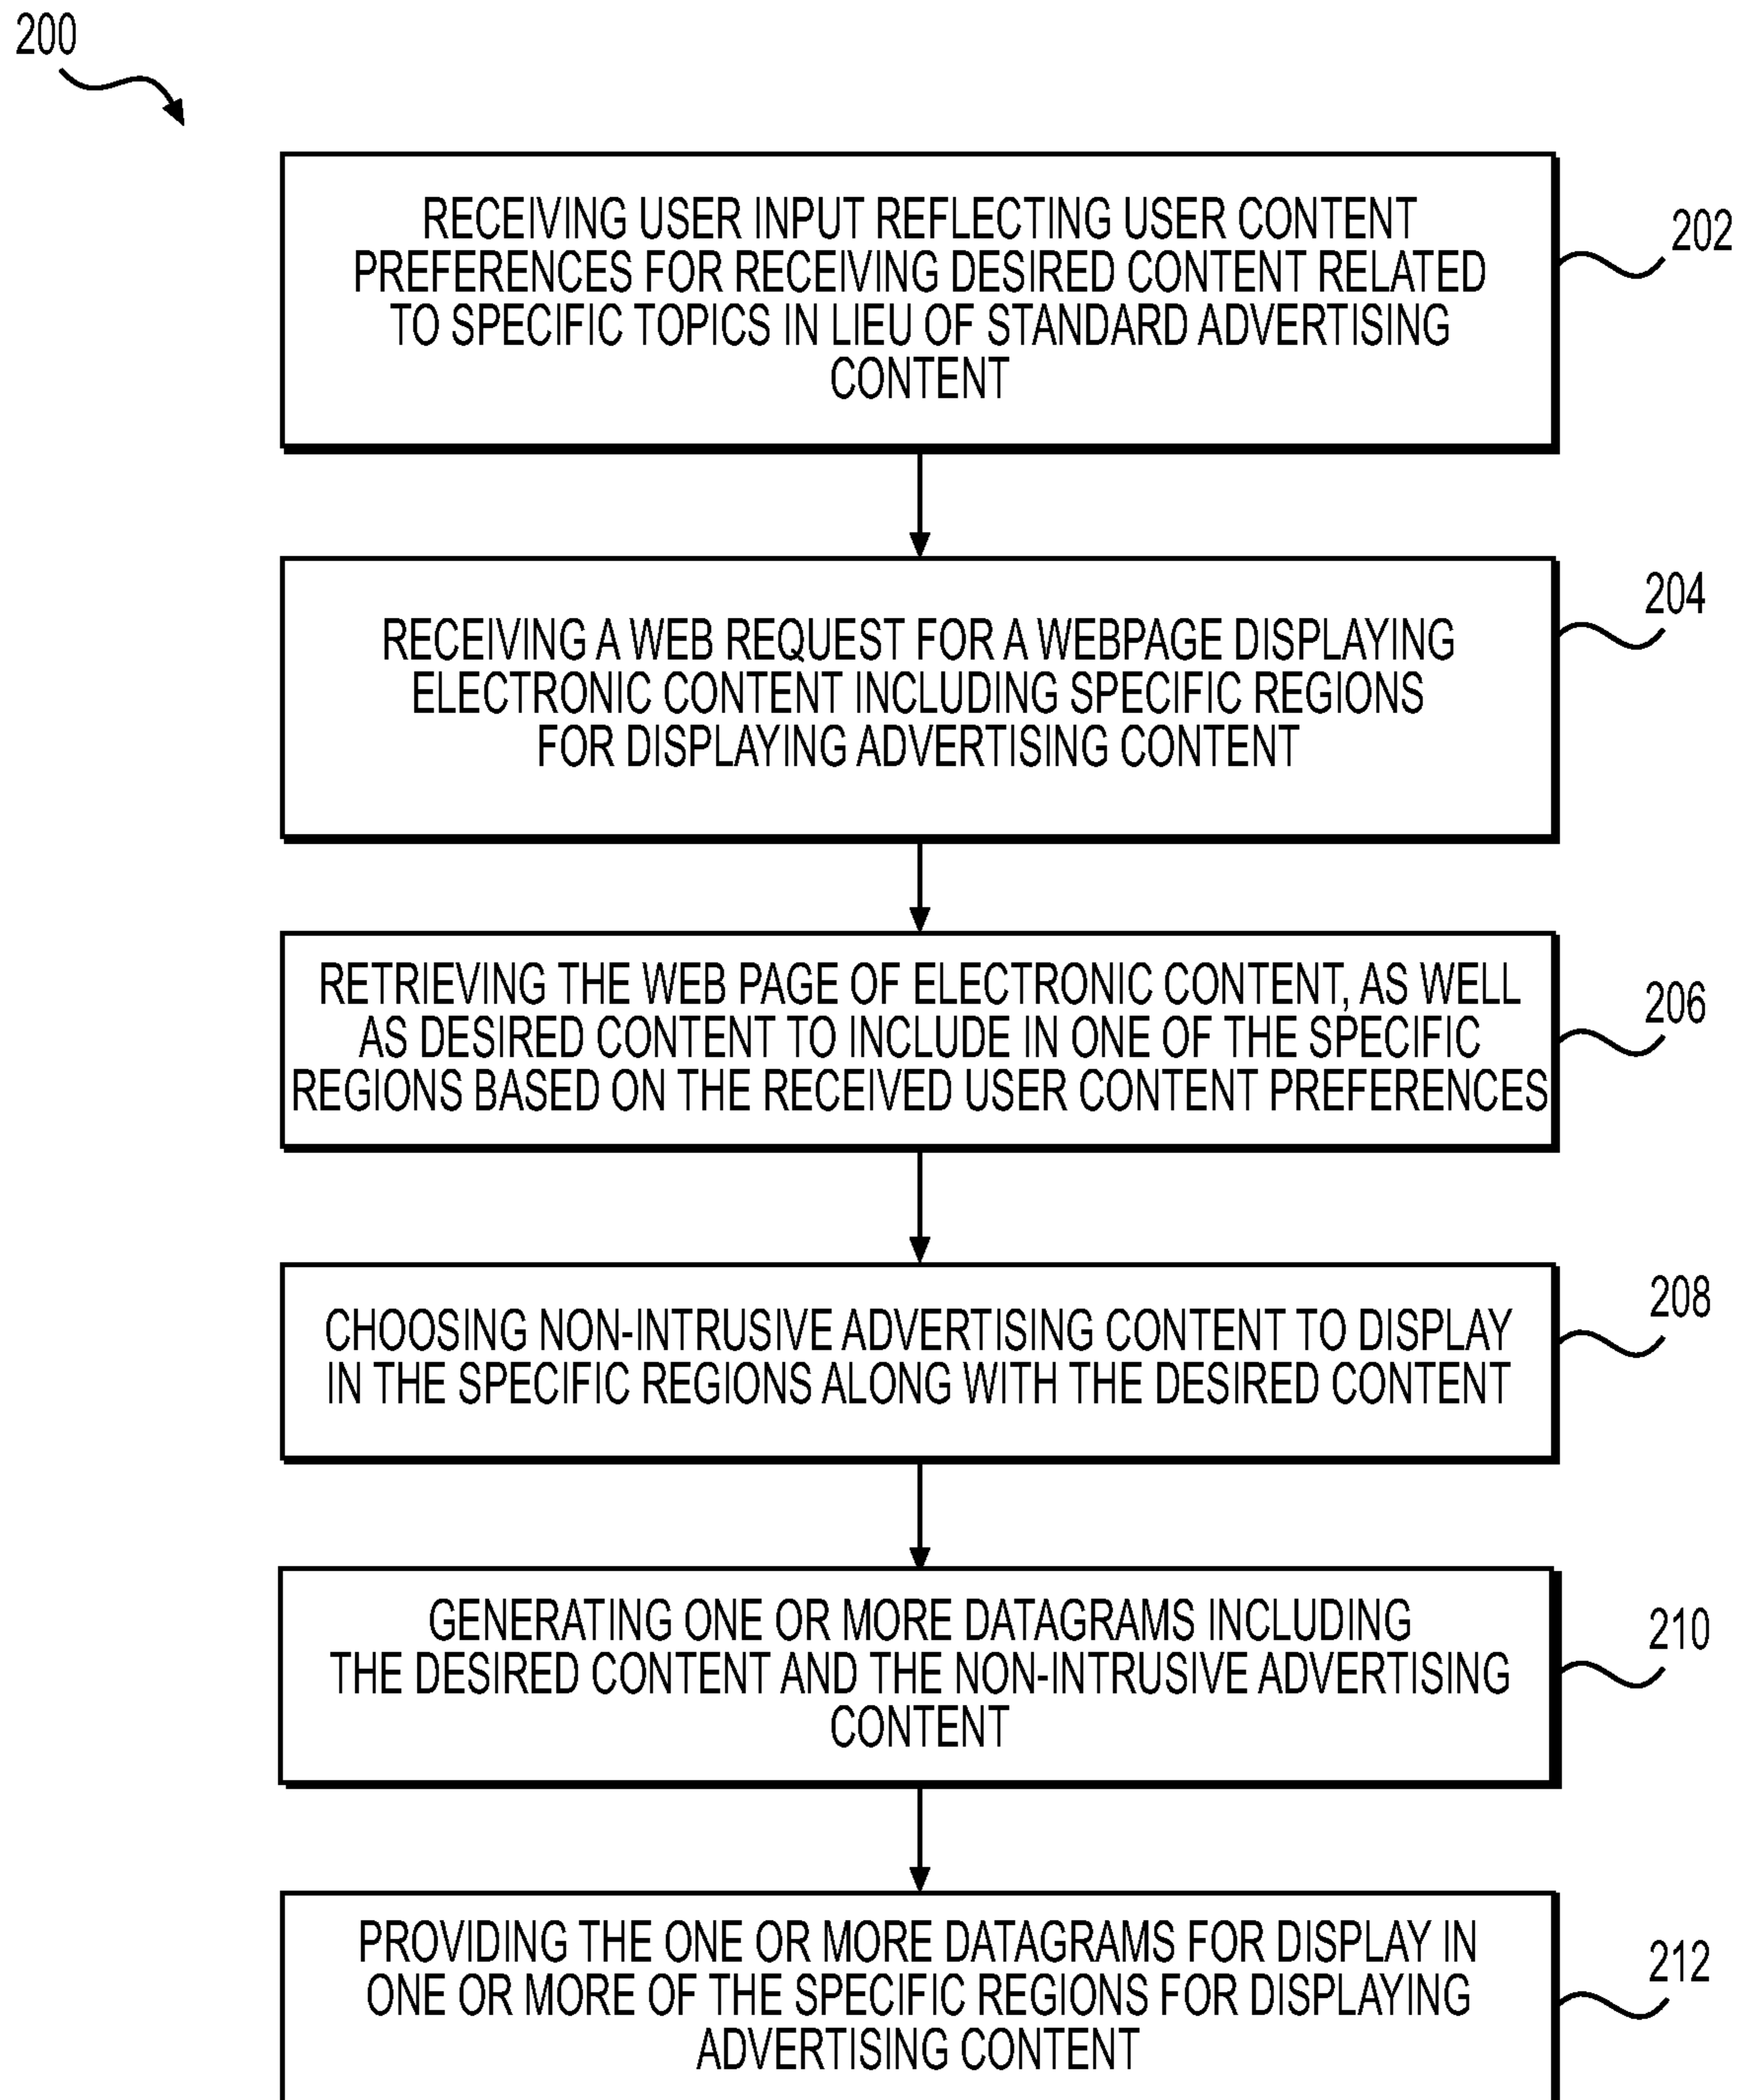 200
RECEIVING USER INPUT REFLECTING USER CONTENT
PREFERENCES FOR RECEIVING DESIRED CONTENT RELATED
TO SPECIFIC TOPICS IN LIEU OF STANDARD ADVERTISING
CONTENT
202
RECEIVING A WEB REQUEST FOR A WEBPAGE DISPLAYING
ELECTRONIC CONTENT INCLUDING SPECIFIC REGIONS
FOR DISPLAYING ADVERTISING CONTENT
204
RETRIEVING THE WEB PAGE OF ELECTRONIC CONTENT, AS WELL
AS DESIRED CONTENT TO INCLUDE IN ONE OF THE SPECIFIC
REGIONS BASED ON THE RECEIVED USER CONTENT PREFERENCES
206
CHOOSING NON-INTRUSIVE ADVERTISING CONTENT TO DISPLAY
IN THE SPECIFIC REGIONS ALONG WITH THE DESIRED CONTENT
208
GENERATING ONE OR MORE DATAGRAMS INCLUDING
THE DESIRED CONTENT AND THE NON-INTRUSIVE ADVERTISING
CONTENT
210
PROVIDING THE ONE OR MORE DATAGRAMS FOR DISPLAY IN
ONE OR MORE OF THE SPECIFIC REGIONS FOR DISPLAYING
ADVERTISING CONTENT
212